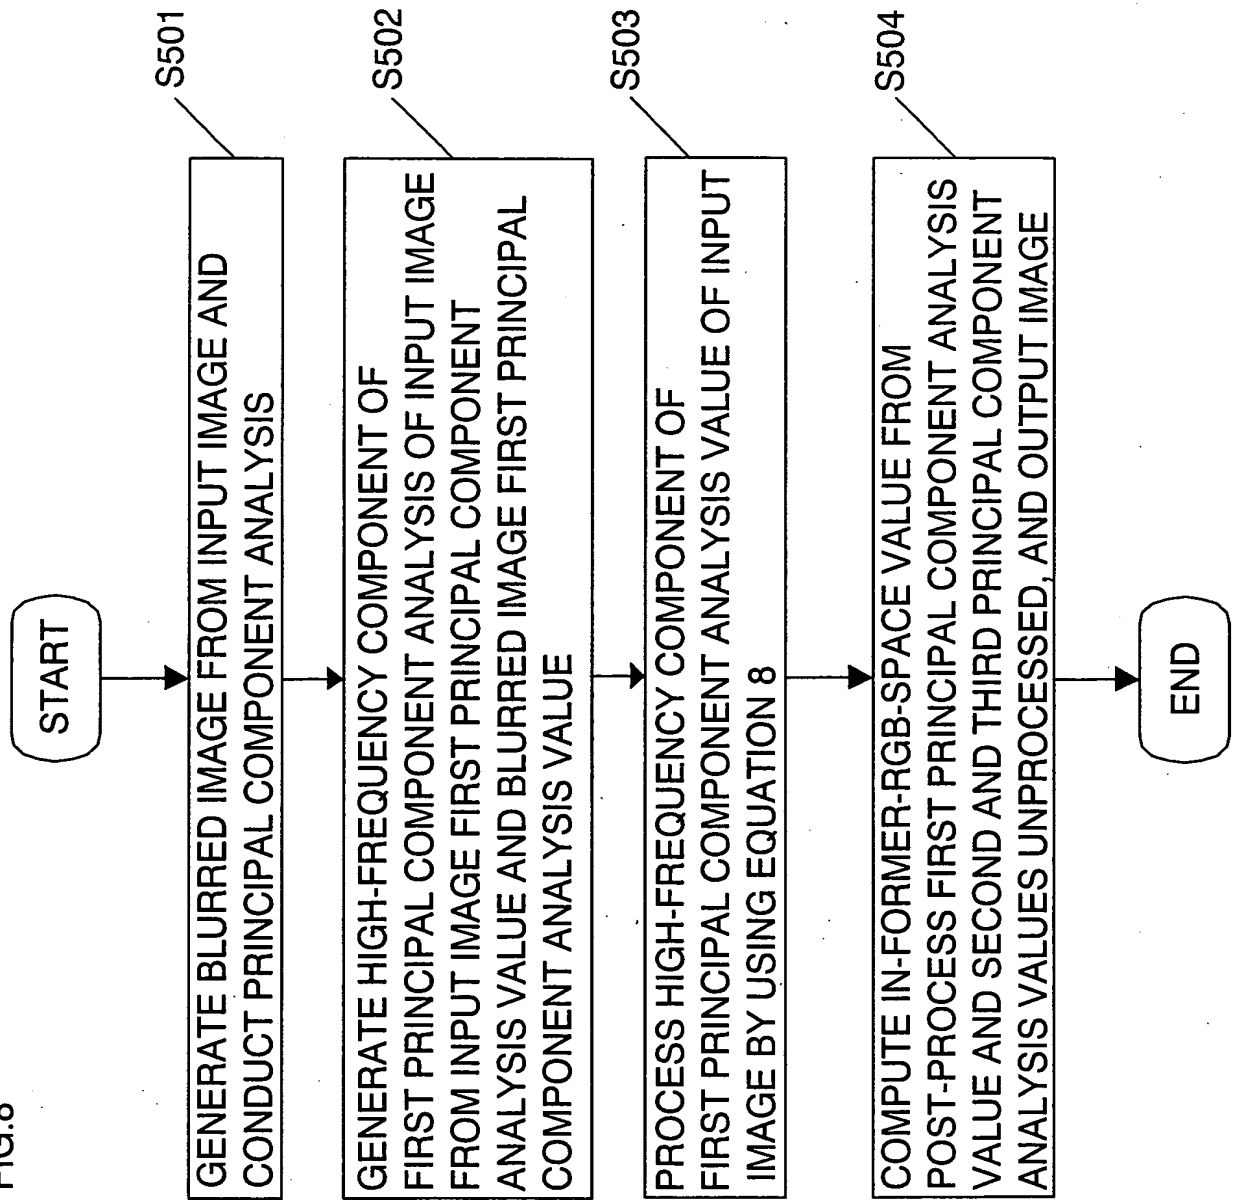 FIG.8
START
GENERATE BLURRED IMAGE FROM INPUT IMAGE AND
CONDUCT PRINCIPAL COMPONENT ANALYSIS
S501
GENERATE HIGH-FREQUENCY COMPONENT OF
FIRST PRINCIPAL COMPONENT ANALYSIS OF INPUT IMAGE
FROM INPUT IMAGE FIRST PRINCIPAL COMPONENT
ANALYSIS VALUE AND BLURRED IMAGE FIRST PRINCIPAL
COMPONENT ANALYSIS VALUE
S502
PROCESS HIGH-FREQUENCY COMPONENT OF
FIRST PRINCIPAL COMPONENT ANALYSIS VALUE OF INPUT
IMAGE BY USING EQUATION 8
S503
COMPUTE IN-FORMER-RGB-SPACE VALUE FROM
POST-PROCESS FIRST PRINCIPAL COMPONENT ANALYSIS
VALUE AND SECOND AND THIRD PRINCIPAL COMPONENT
ANALYSIS VALUES UNPROCESSED, AND OUTPUT IMAGE
S504
END